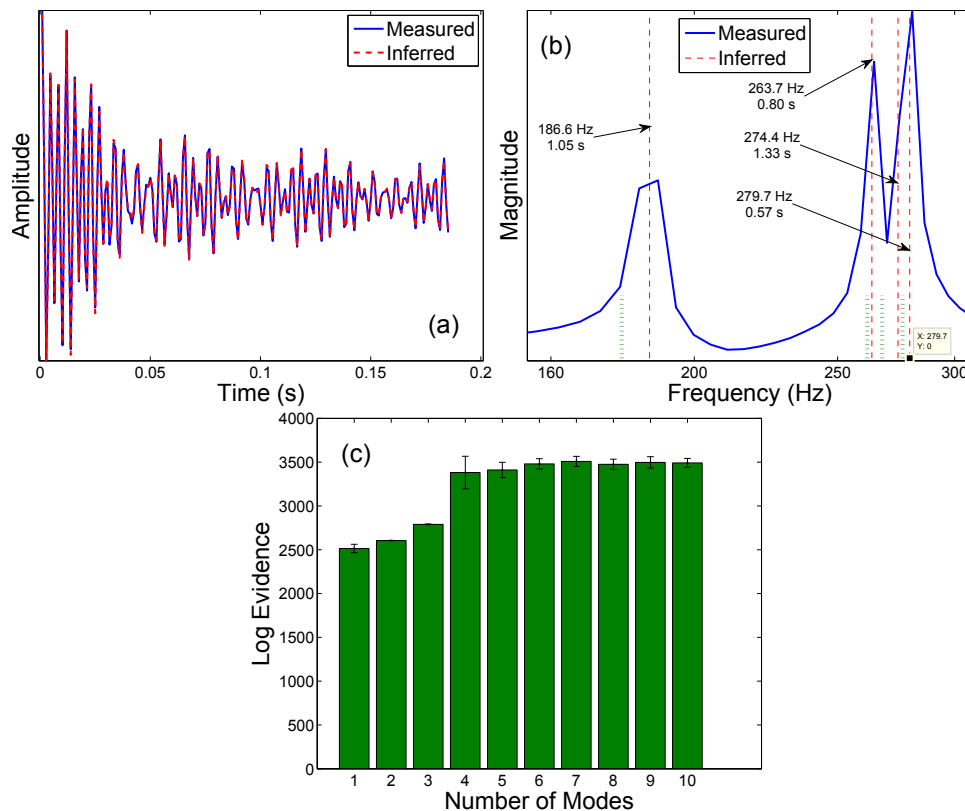 Measured
Inferred
Amplitude
(a)
0
0.05
0.1
0.15
0.2
Time (s)
(b)
Measured
Inferred
186.6 Hz
1.05 s
263.7 Hz
0.80 s
274.4 Hz
1.33 s
279.7 Hz
0.57 s
X: 279.7
Y: 0
Magnitude
160
200
250
300
Frequency (Hz)
(c)
4000
3500
3000
2500
2000
1500
1000
500
0
Log Evidence
1 2 3 4 5 6 7 8 9 10
Number of Modes